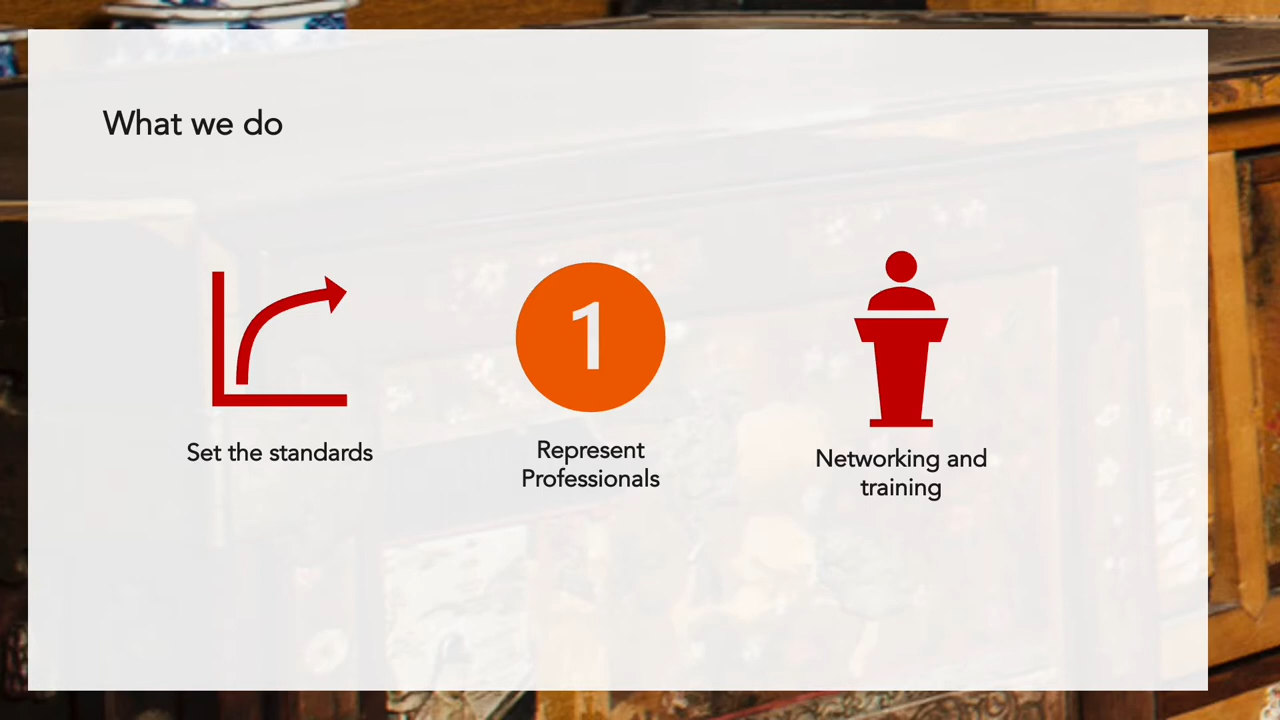 What we do
1
Set the standards
Represent
Professionals
Networking and
training